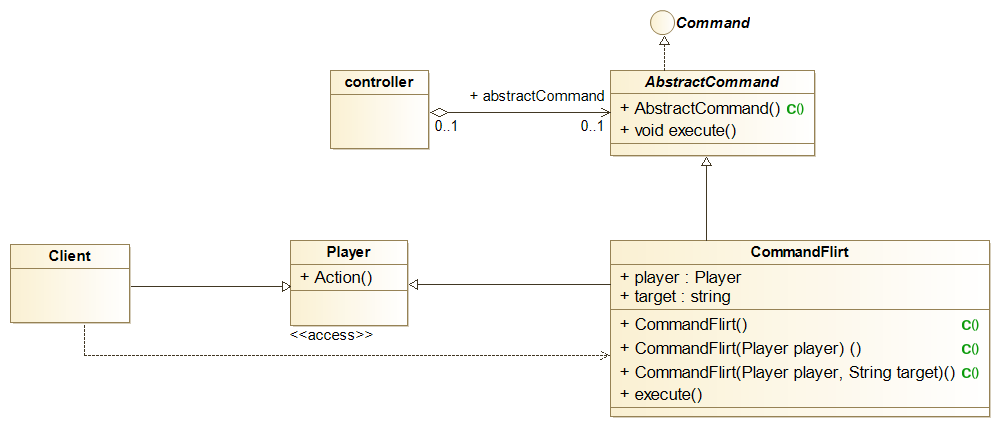 Command
controller
AbstractCommand
+ abstractCommand
+ AbstractCommand() C()
+ void execute()
0..1
0..1
Client
Player
+ Action()
<<access>>
CommandFlirt
+ player : Player
+ target : string
+ CommandFlirt() C()
+ CommandFlirt(Player player) () C()
+ CommandFlirt(Player player, String target)() C()
+ execute()